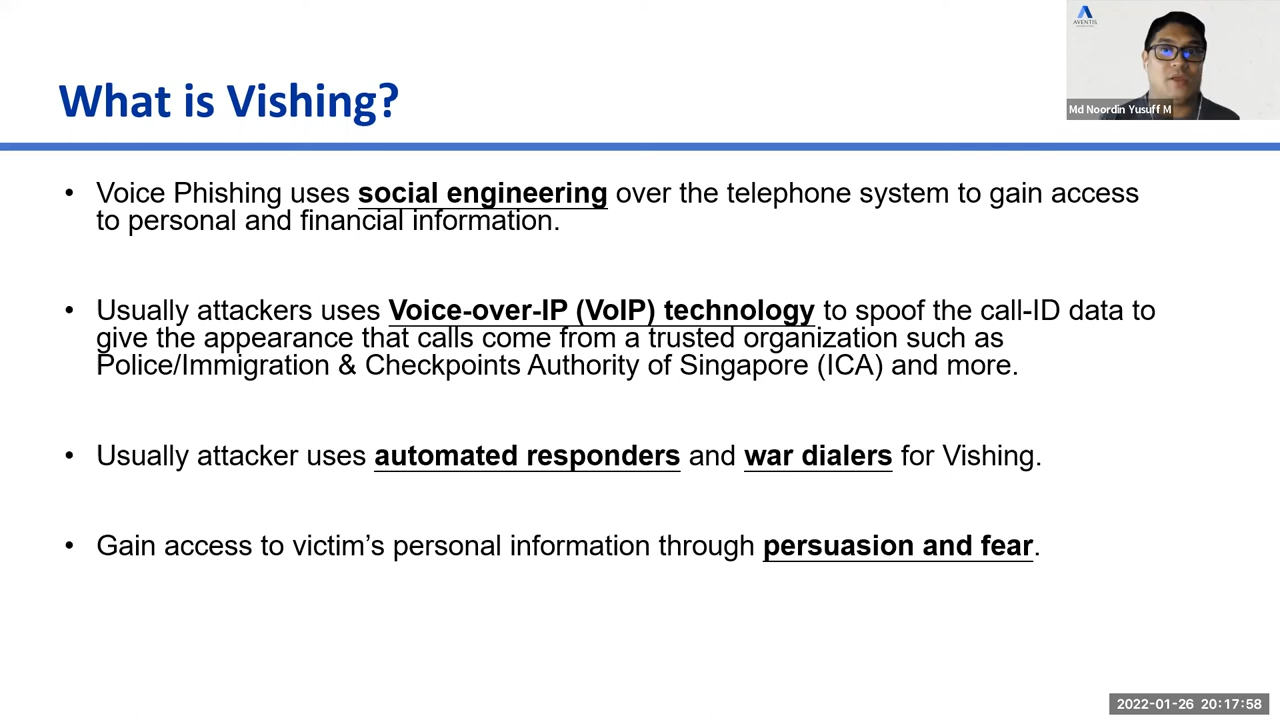 AVENTIS
Md Noordin Yusuff M
What is Vishing?
• Voice Phishing uses social engineering over the telephone system to gain access
to personal and financial information.
• Usually attackers uses Voice-over-IP (VoIP) technology to spoof the call-ID data to
give the appearance that calls come from a trusted organization such as
Police/Immigration & Checkpoints Authority of Singapore (ICA) and more.
• Usually attacker uses automated responders and war dialers for Vishing.
• Gain access to victim’s personal information through persuasion and fear.
2022-01-26 20:17:58